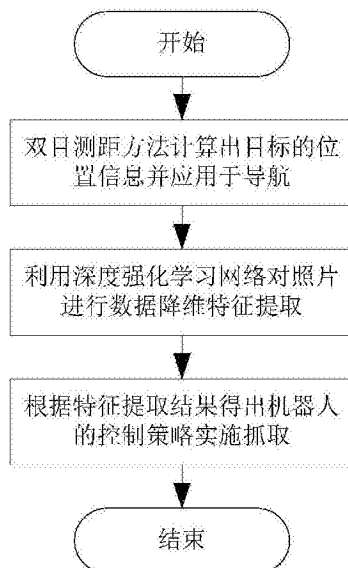 开始
双目测距方法计算出目标的位
置信息并应用于导航
利用深度强化学习网络对照片
进行数据降维特征提取
根据特征提取结果得出机器人
的控制策略实施抓取
结束